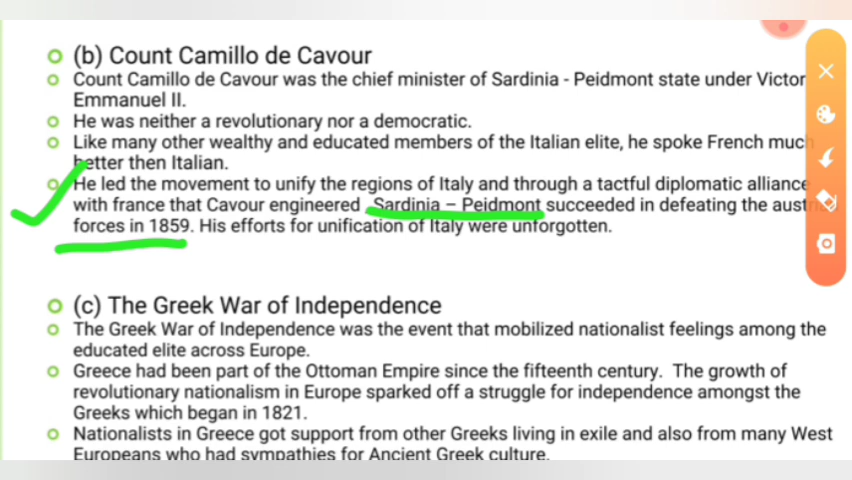 (b) Count Camillo de Cavour
Count Camillo de Cavour was the chief minister of Sardinia - Peidmont state under Victor
Emmanuel II.
He was neither a revolutionary nor a democratic.
Like many other wealthy and educated members of the Italian elite, he spoke French much
better then Italian.
He led the movement to unify the regions of Italy and through a tactful diplomatic alliance
with france that Cavour engineered Sardinia – Peidmont succeeded in defeating the
forces in 1859. His efforts for unification of Italy were unforgotten.
(c) The Greek War of Independence
The Greek War of Independence was the event that mobilized nationalist feelings among the
educated elite across Europe.
Greece had been part of the Ottoman Empire since the fifteenth century. The growth of
revolutionary nationalism in Europe sparked off a struggle for independence amongst the
Greeks which began in 1821.
Nationalists in Greece got support from other Greeks living in exile and also from many West
Europeans who had sympathies for Ancient Greek culture.